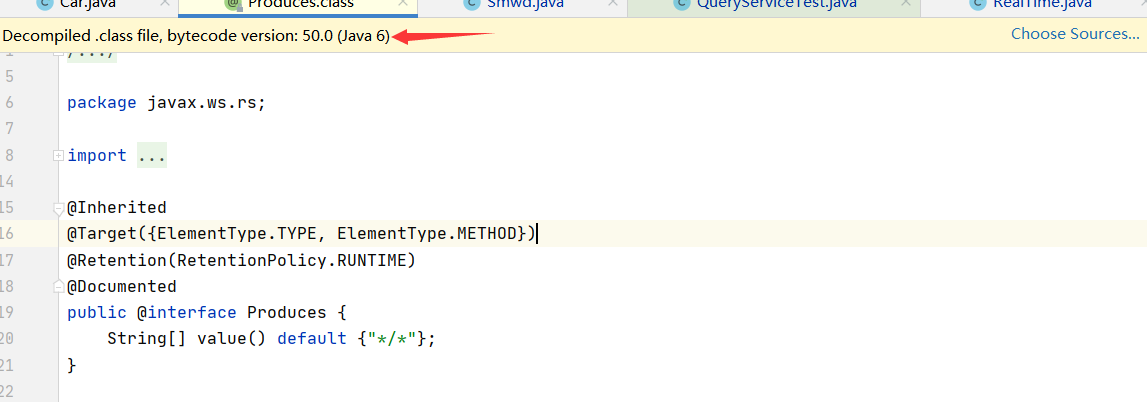 Car.java Produces.class Smwd.java QueryServiceTest.java RealTime.java
Decompiled .class file, bytecode version: 50.0 (Java 6) Choose Sources...
/.../
5
6 package javax.ws.rs;
7
8 import ...
14
15 @Inherited
16 @Target({ElementType.TYPE, ElementType.METHOD})
17 @Retention(RetentionPolicy.RUNTIME)
18 @Documented
19 public @interface Produces {
20 String[] value() default {"*/*"};
21 }
22